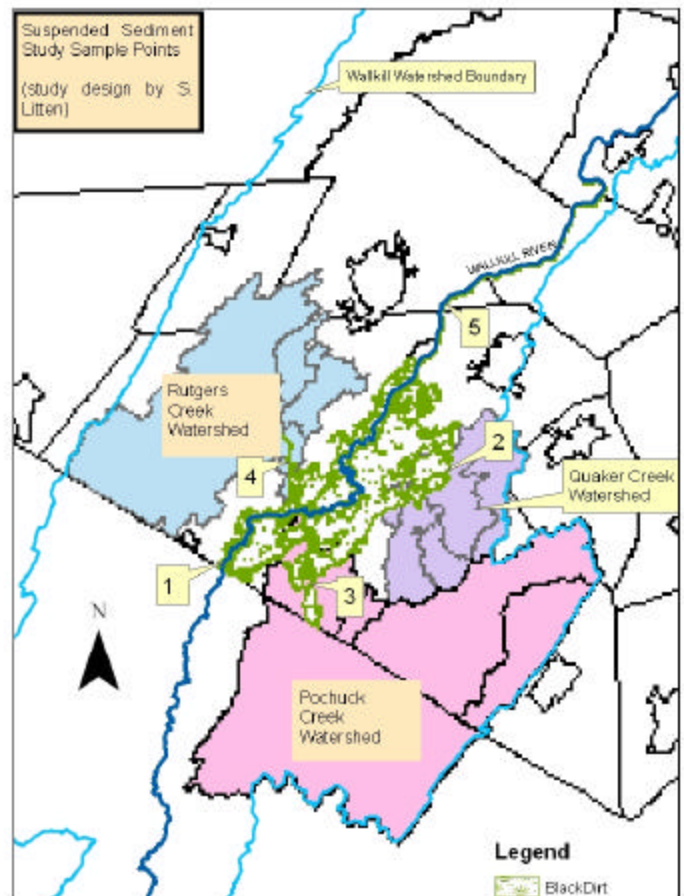 Suspended Sediment
Study Sample Points
(study design by S.
Litten)
Wallkill Watershed Boundary
WALLKILL RIVER
5
Rutgers
Creek
Watershed
4
2
Quaker Creek
Watershed
1
3
N
Pochuck
Creek
Watershed
Legend
BlackDirt